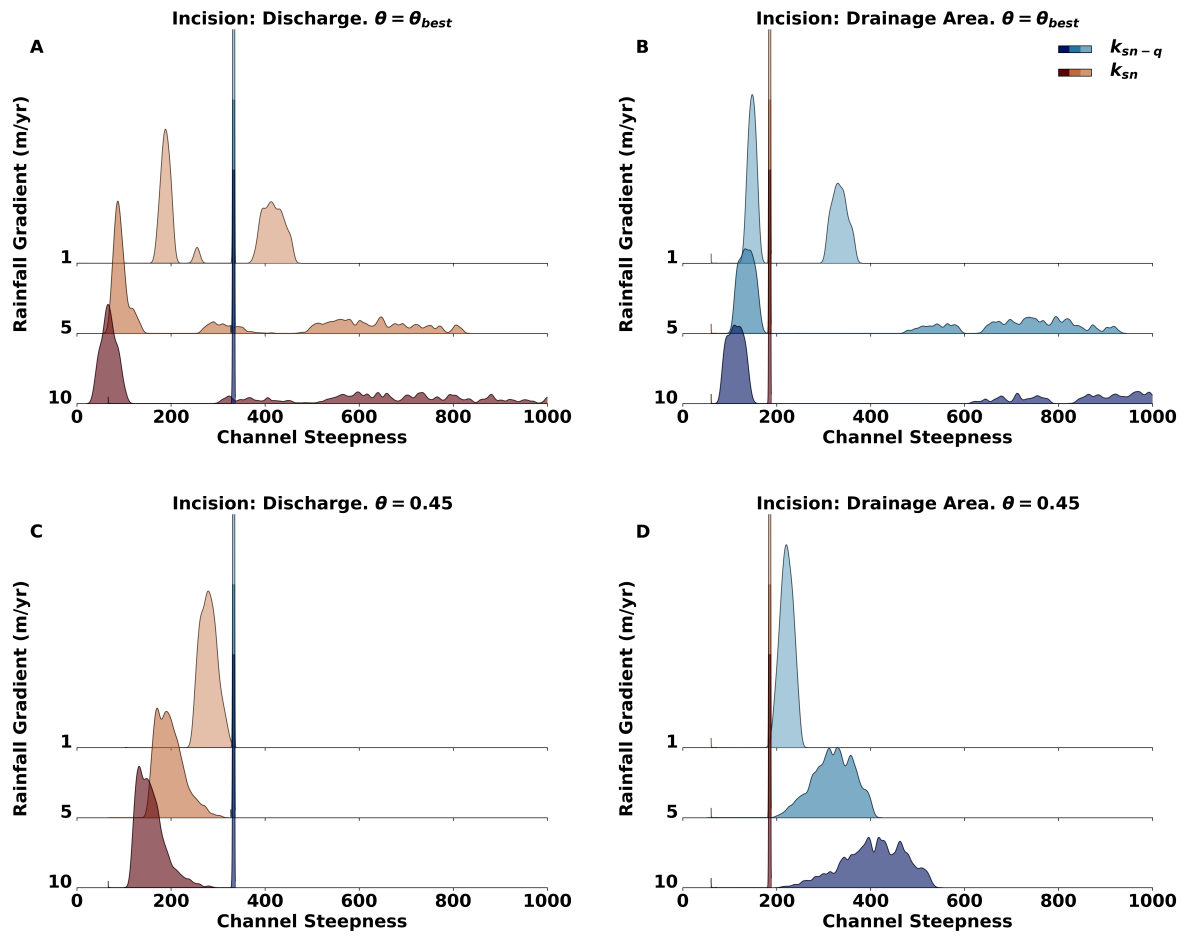 Incision: Discharge. θ = θbest
A
Rainfall Gradient (m/yr)
1
5
10
0 200 400 600 800 1000
Channel Steepness
Incision: Drainage Area. θ = θbest
B
ksn−q
ksn
Rainfall Gradient (m/yr)
1
5
10
0 200 400 600 800 1000
Channel Steepness
Incision: Discharge. θ = 0.45
C
Rainfall Gradient (m/yr)
1
5
10
0 200 400 600 800 1000
Channel Steepness
Incision: Drainage Area. θ = 0.45
D
Rainfall Gradient (m/yr)
1
5
10
0 200 400 600 800 1000
Channel Steepness